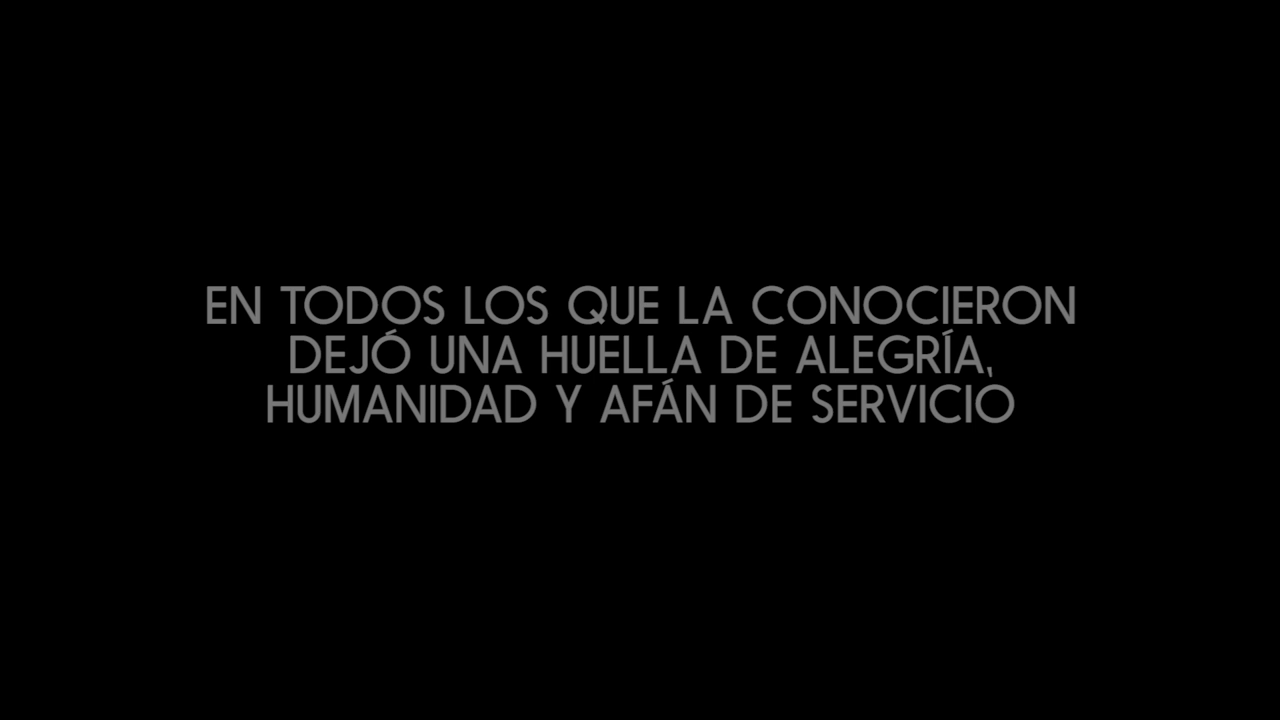 EN TODOS LOS QUE LA CONOCIERON
DEJÓ UNA HUELLA DE ALEGRÍA,
HUMANIDAD Y AFÁN DE SERVICIO